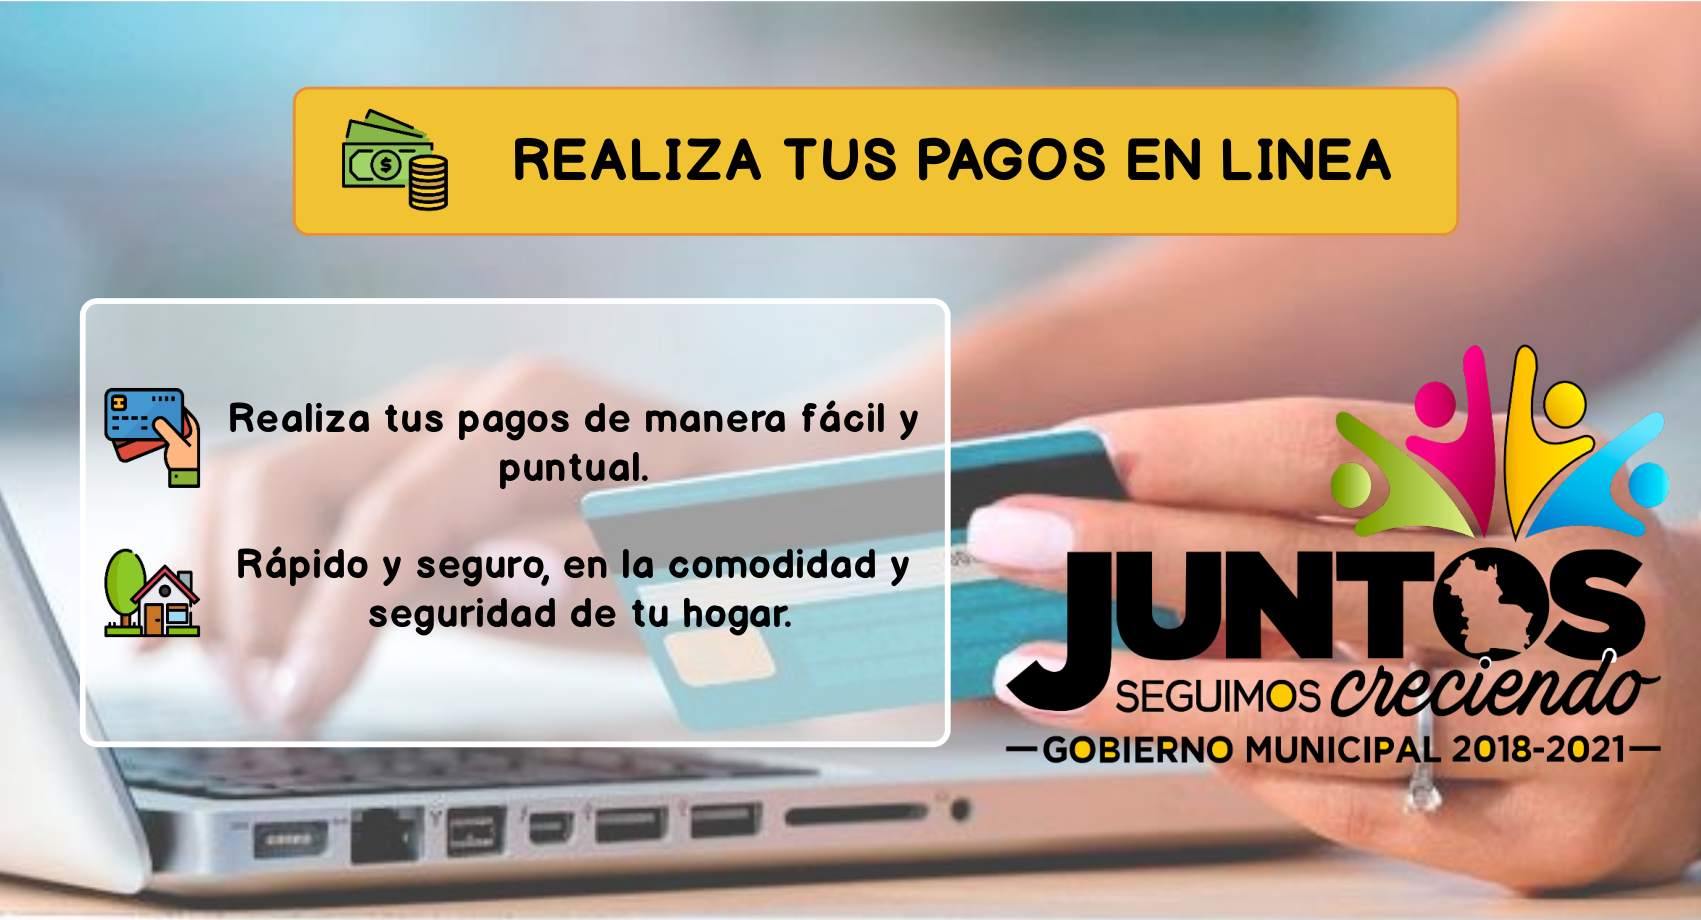 REALIZA TUS PAGOS EN LINEA
$
Realiza tus pagos de manera fácil y
puntual.
Rápido y seguro, en la comodidad y
seguridad de tu hogar.
JUNTOS
SEGUIMOS creciendo
GOBIERNO MUNICIPAL 2018-2021